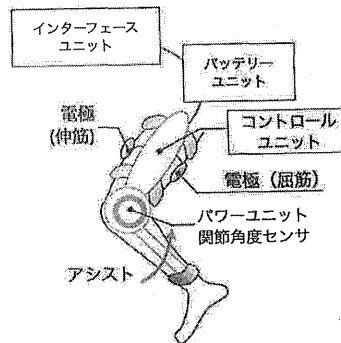 インターフェース
ユニット
バッテリー
ユニット
電極
(伸筋)
コントロール
ユニット
電極（屈筋）
パワーユニット
関節角度センサ
アシスト